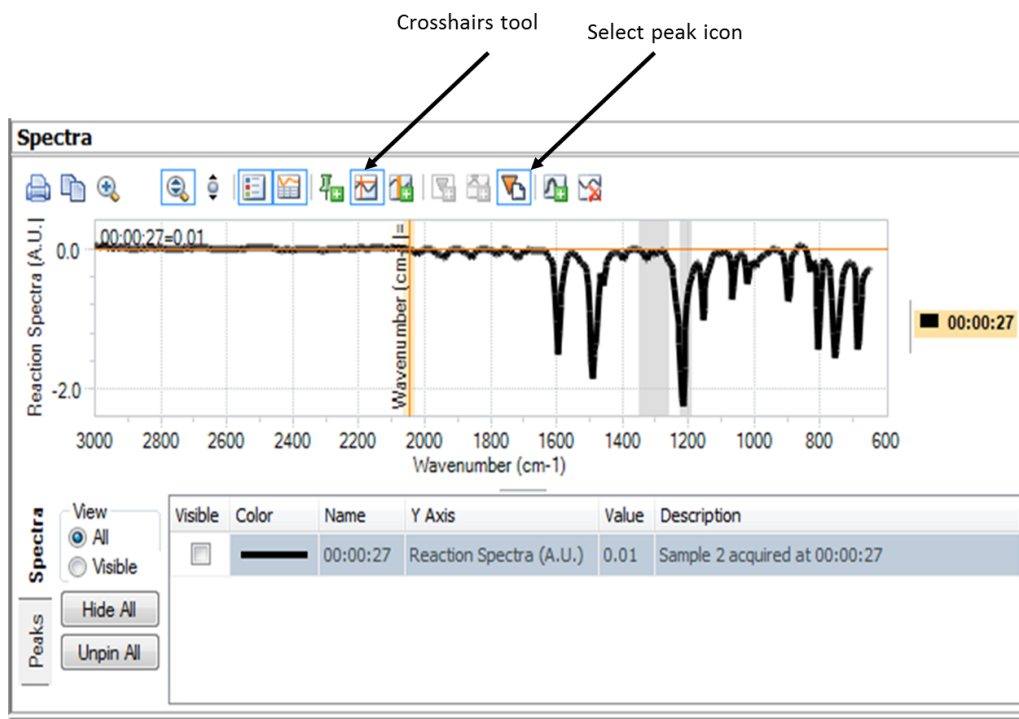 Crosshairs tool
Select peak icon
Spectra
00:00:27=0.01
Reaction Spectra (A.U.)
0.0
-2.0
Wavenumber (cm-1)=
00:00:27
3000 2800 2600 2400 2200 2000 1800 1600 1400 1200 1000 800 600
Wavenumber (cm-1)
Spectra
Peaks
View
All
Visible
Hide All
Unpin All
Visible Color Name Y Axis Value Description
00:00:27 Reaction Spectra (A.U.) 0.01 Sample 2 acquired at 00:00:27